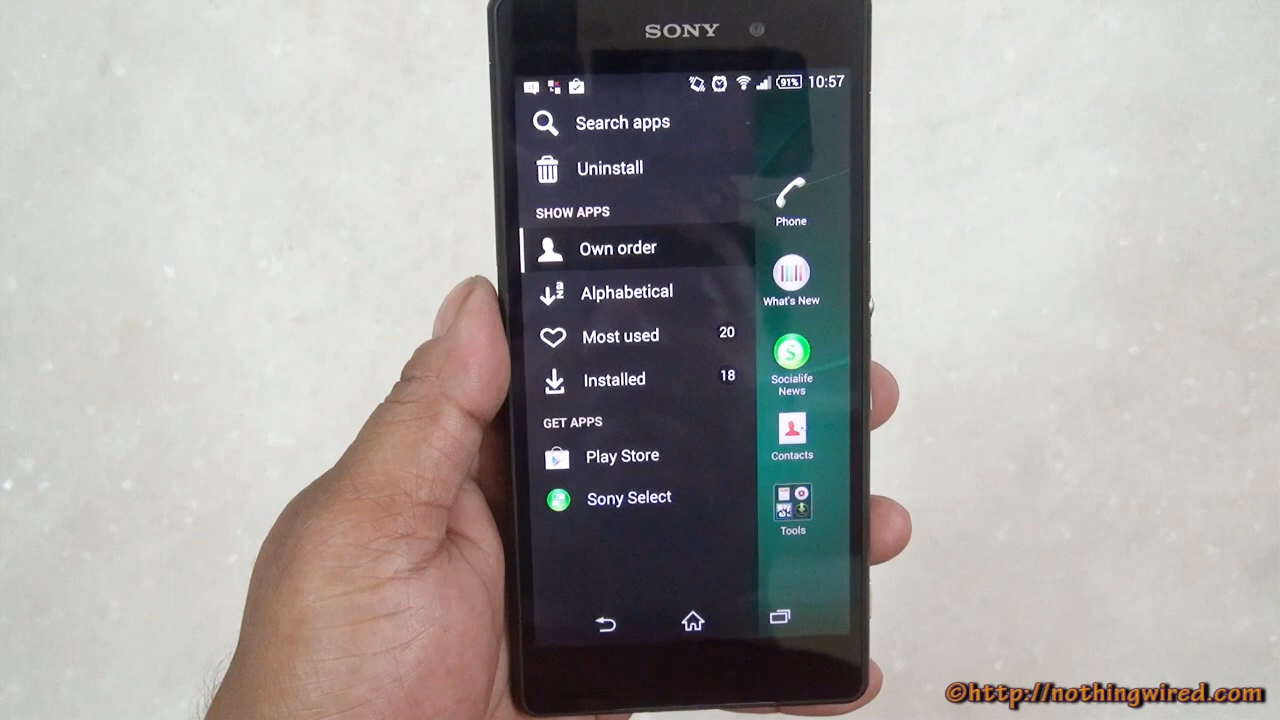 SONY
91% 10:57
Search apps
Uninstall
SHOW APPS
Own order
Alphabetical
Most used 20
Installed 18
GET APPS
Play Store
Sony Select
Phone
What's New
Socialife
News
Contacts
Tools
©http://nothingwired.com